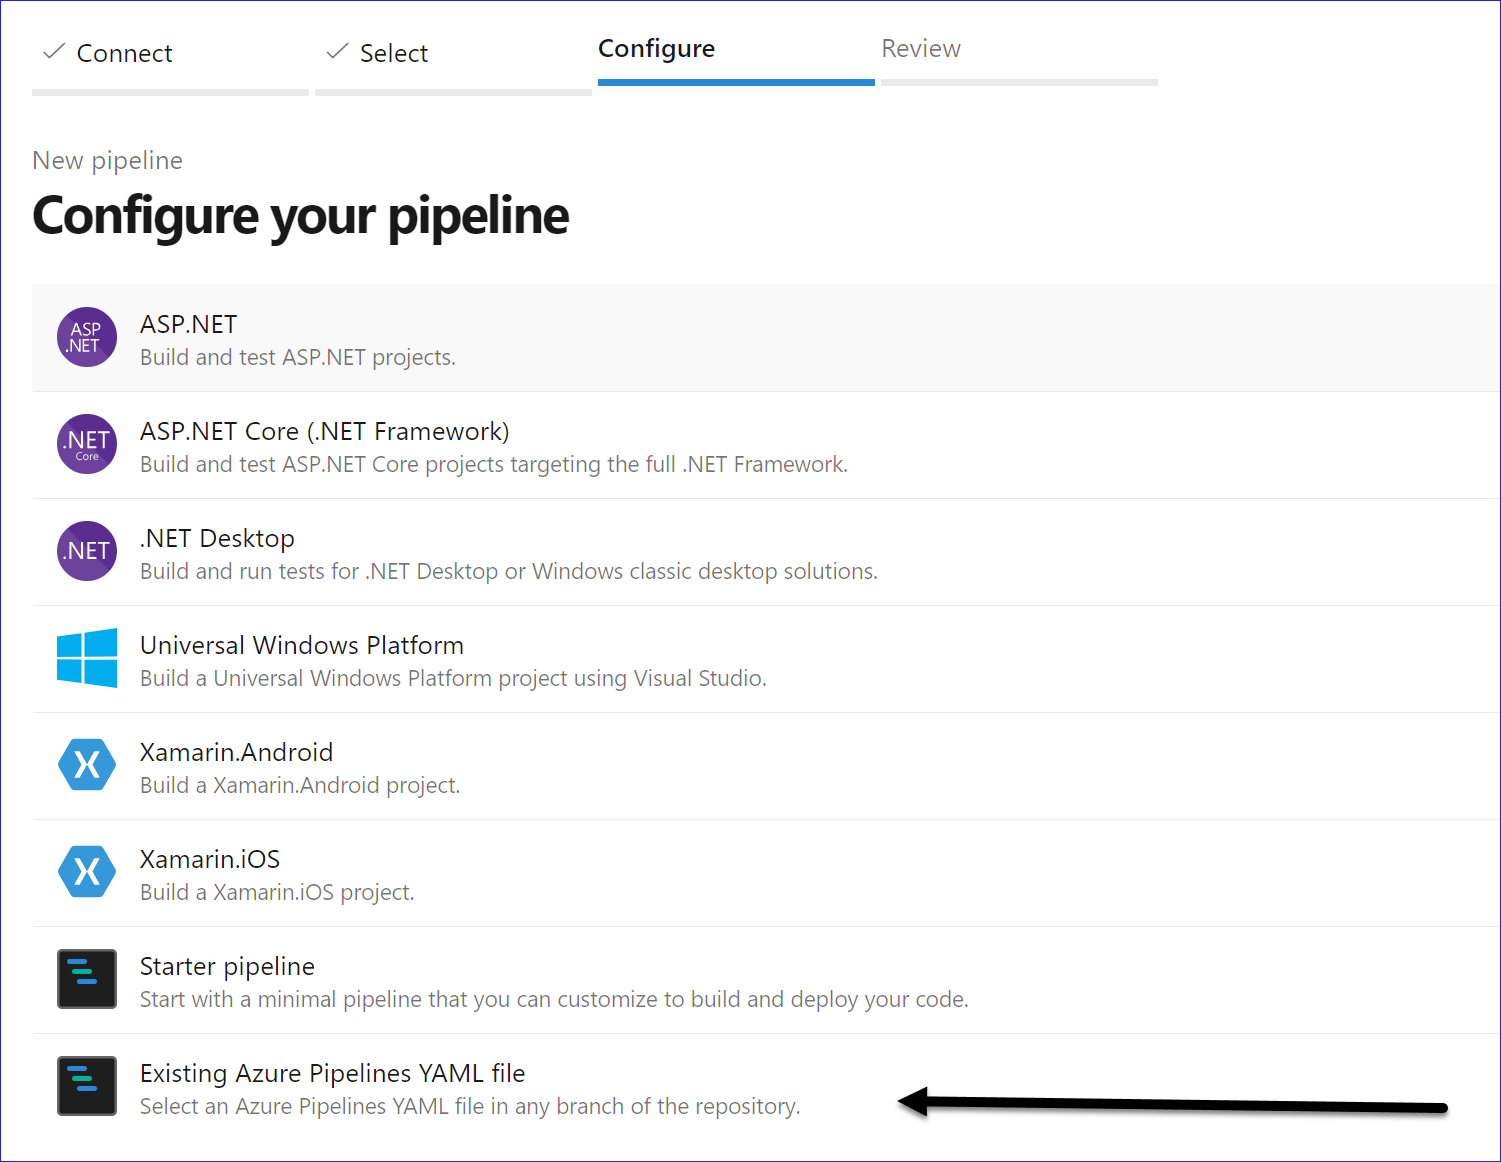 Connect
Select
Configure
Review
New pipeline
Configure your pipeline
ASP
.NET
ASP.NET
Build and test ASP.NET projects.
.NET
Core
ASP.NET Core (.NET Framework)
Build and test ASP.NET Core projects targeting the full .NET Framework.
.NET
.NET Desktop
Build and run tests for .NET Desktop or Windows classic desktop solutions.
Universal Windows Platform
Build a Universal Windows Platform project using Visual Studio.
X
Xamarin.Android
Build a Xamarin.Android project.
X
Xamarin.iOS
Build a Xamarin.iOS project.
Starter pipeline
Start with a minimal pipeline that you can customize to build and deploy your code.
Existing Azure Pipelines YAML file
Select an Azure Pipelines YAML file in any branch of the repository.